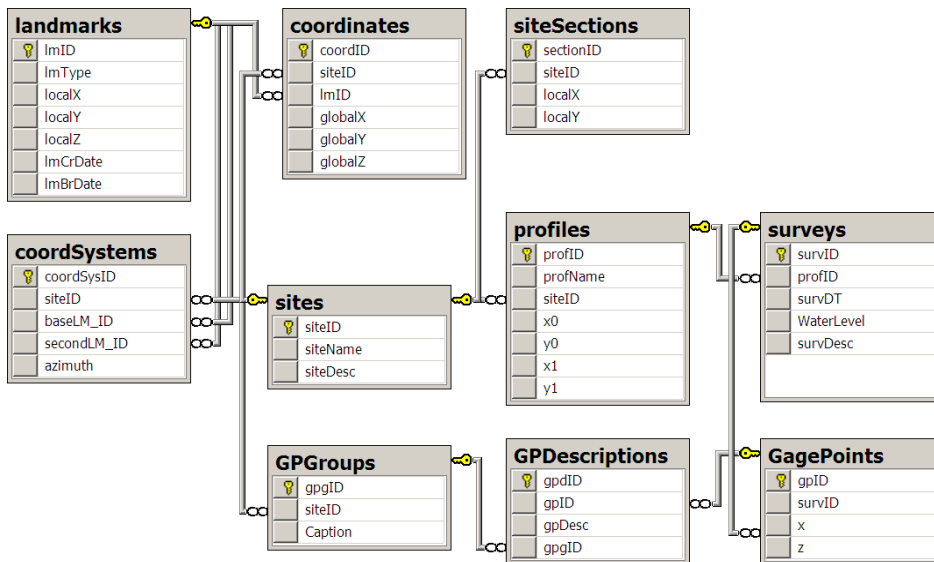 landmarks
lmID
lmType
localX
localY
localZ
lmCrDate
lmBrDate
coordinates
coordID
siteID
lmID
globalX
globalY
globalZ
siteSections
sectionID
siteID
localX
localY
coordSystems
coordSysID
siteID
baseLM_ID
secondLM_ID
azimuth
sites
siteID
siteName
siteDesc
profiles
profID
profName
siteID
x0
y0
x1
y1
surveys
survID
profID
survDT
WaterLevel
survDesc
GPGroups
gpgID
siteID
Caption
GPDescriptions
gpdID
gpID
gpDesc
gpgID
GagePoints
gpID
survID
x
z